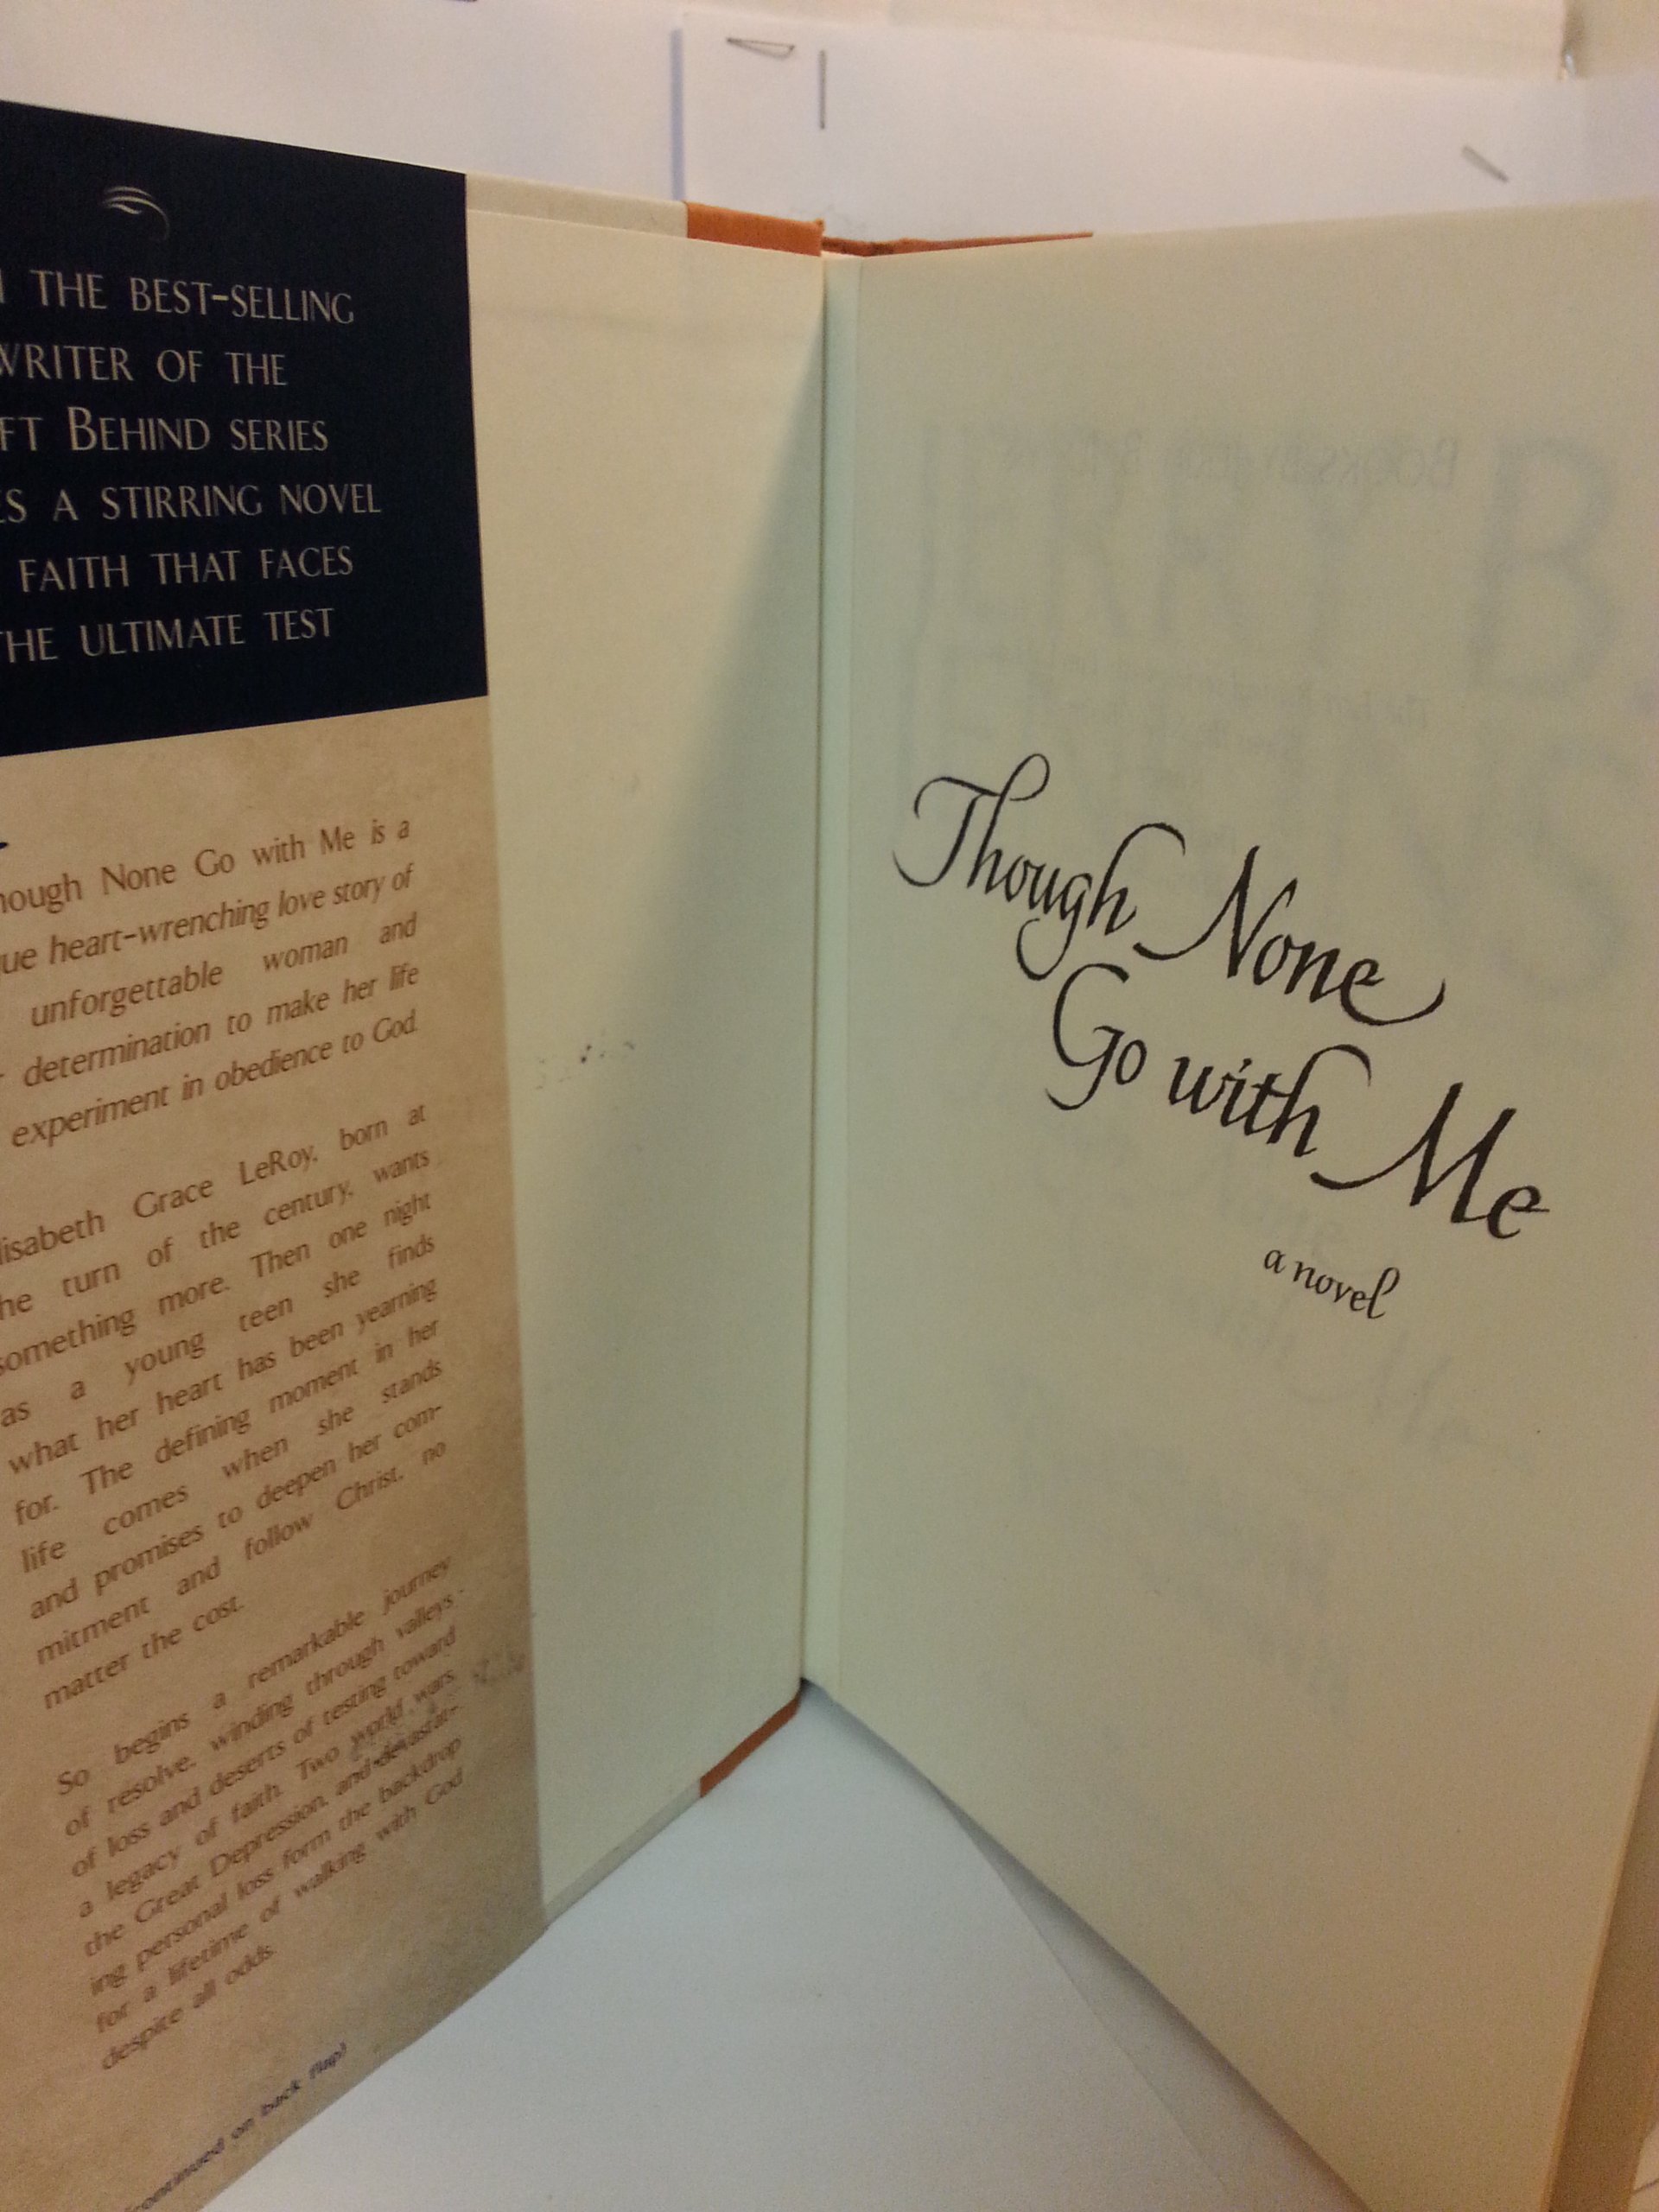 THE BEST-SELLING
WRITER OF THE
FT BEHIND SERIES
ES A STIRRING NOVEL
FAITH THAT FACES
THE ULTIMATE TEST
hough None Go with Me is a
ue heart-wrenching love story of
unforgettable woman and
determination to make her life
experiment in obedience to God.
lisabeth Grace LeRoy, born at
he turn of the century, wants
something more. Then one night
as a young teen she finds
what her heart has been yearning
for. The defining moment in her
life comes when she stands
and promises to deepen her com-
mitment and follow Christ, no
matter the cost.
So begins a remarkable journey
of resolve, winding through valleys
of loss and deserts of testing toward
a legacy of faith. Two world wars,
the Great Depression, and devastat-
ing personal loss form the backdrop
for a lifetime of walking with God
despite all odds.
(continued on back flap)
Though None
Go with Me
a novel